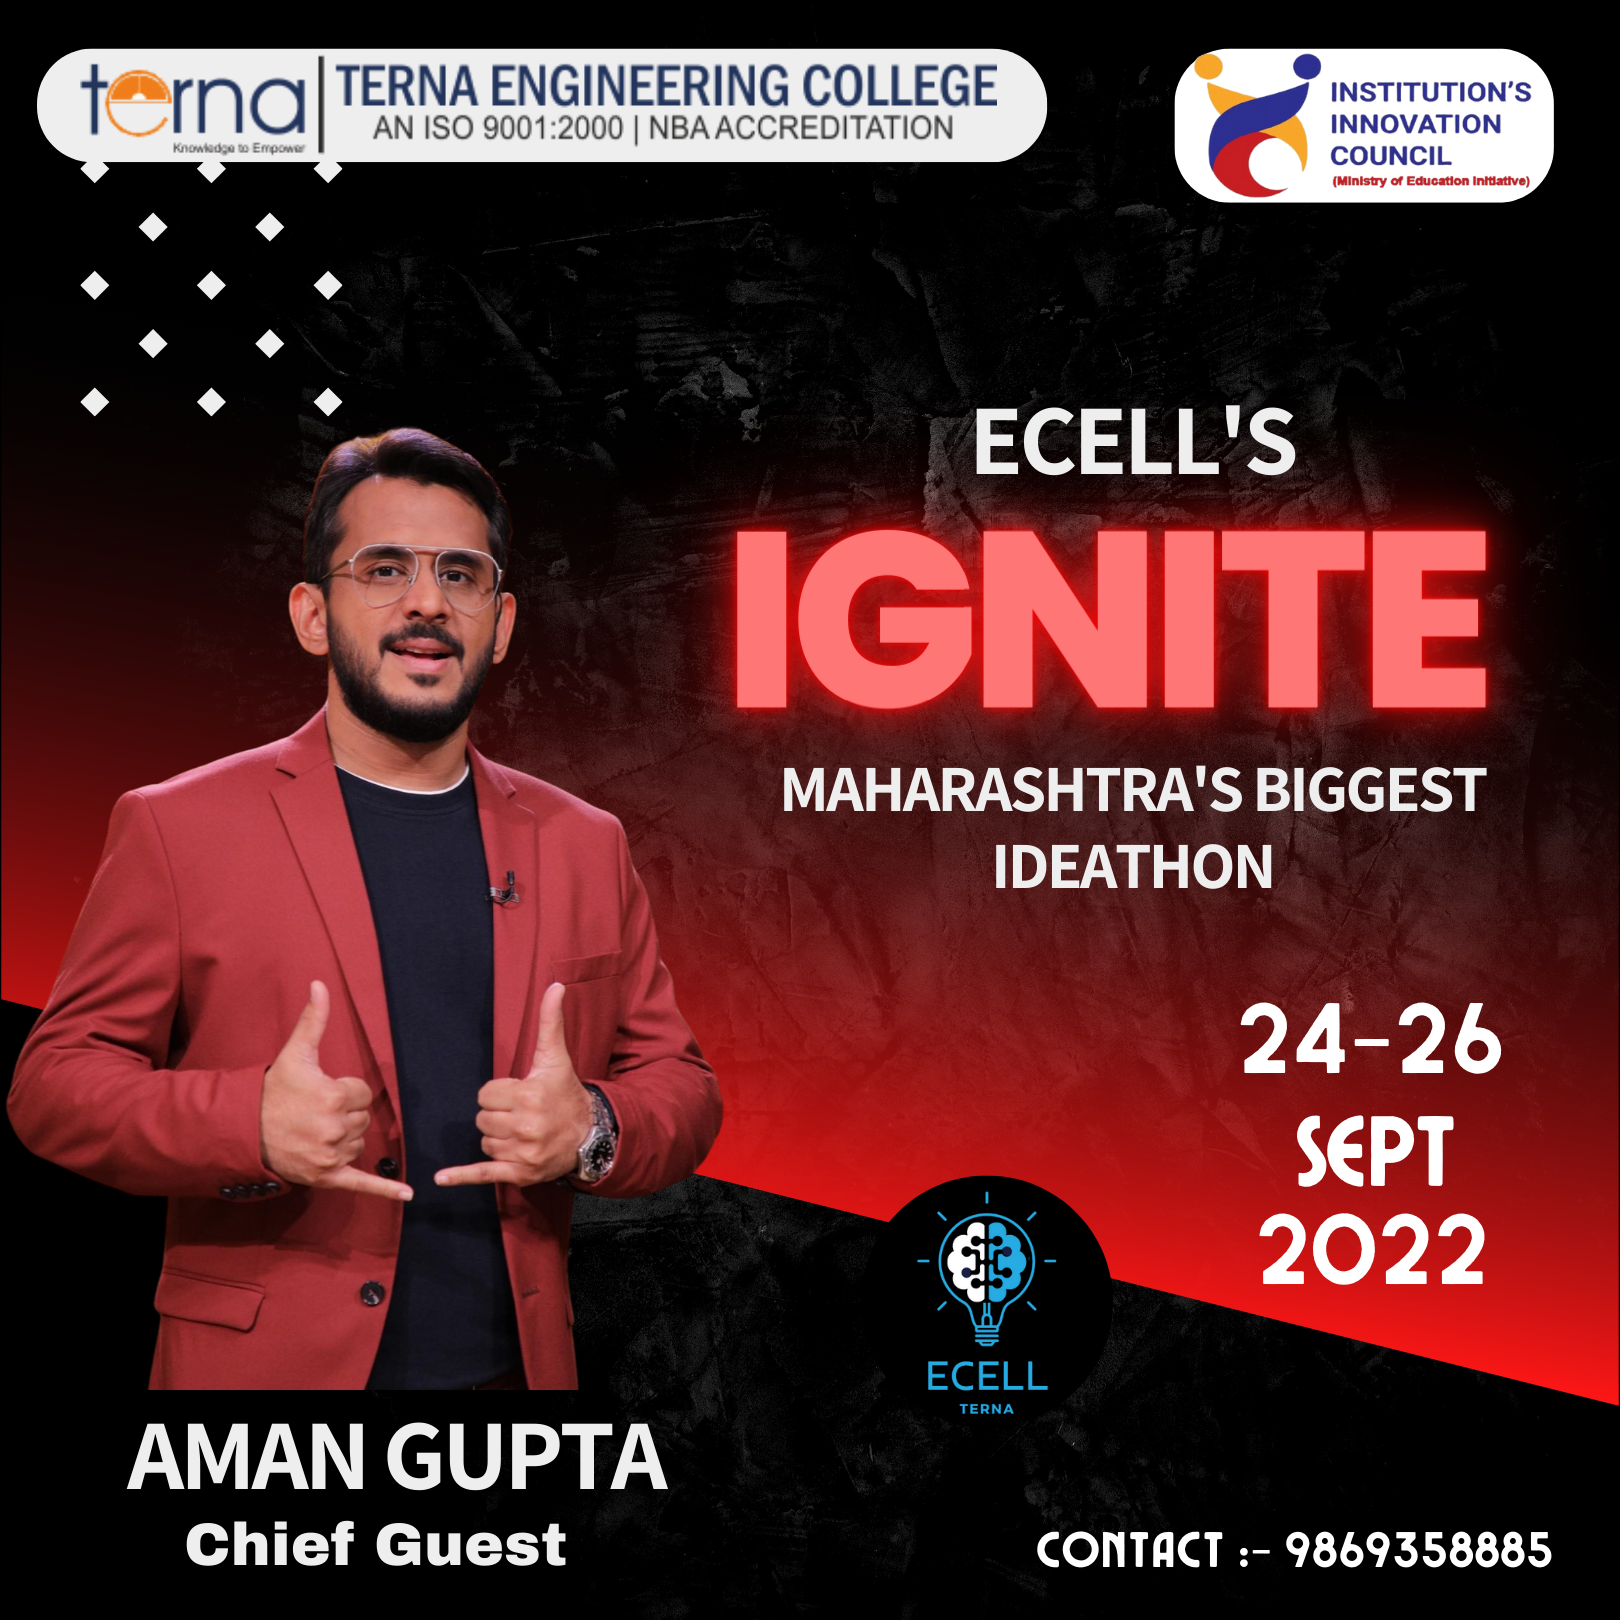 terna
Knowledge to Empower
TERNA ENGINEERING COLLEGE
AN ISO 9001:2000 | NBA ACCREDITATION
INSTITUTION'S
INNOVATION
COUNCIL
(Ministry of Education Initiative)
ECELL'S
IGNITE
MAHARASHTRA'S BIGGEST
IDEATHON
24-26
SEPT
2022
ECELL
TERNA
AMAN GUPTA
Chief Guest
CONTACT :- 9869358885